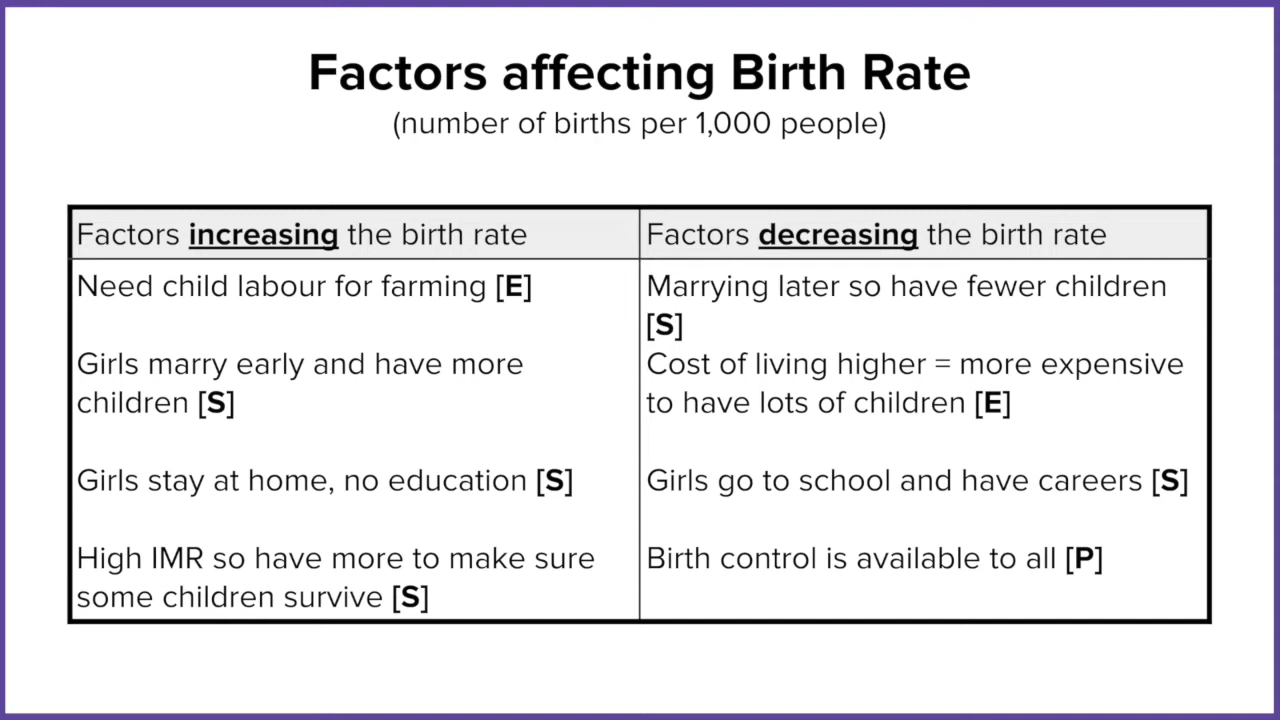 Factors affecting Birth Rate
(number of births per 1,000 people)
Factors increasing the birth rate
Need child labour for farming [E]
Girls marry early and have more
children [S]
Girls stay at home, no education [S]
High IMR so have more to make sure
some children survive [S]
Factors decreasing the birth rate
Marrying later so have fewer children
[S]
Cost of living higher = more expensive
to have lots of children [E]
Girls go to school and have careers [S]
Birth control is available to all [P]